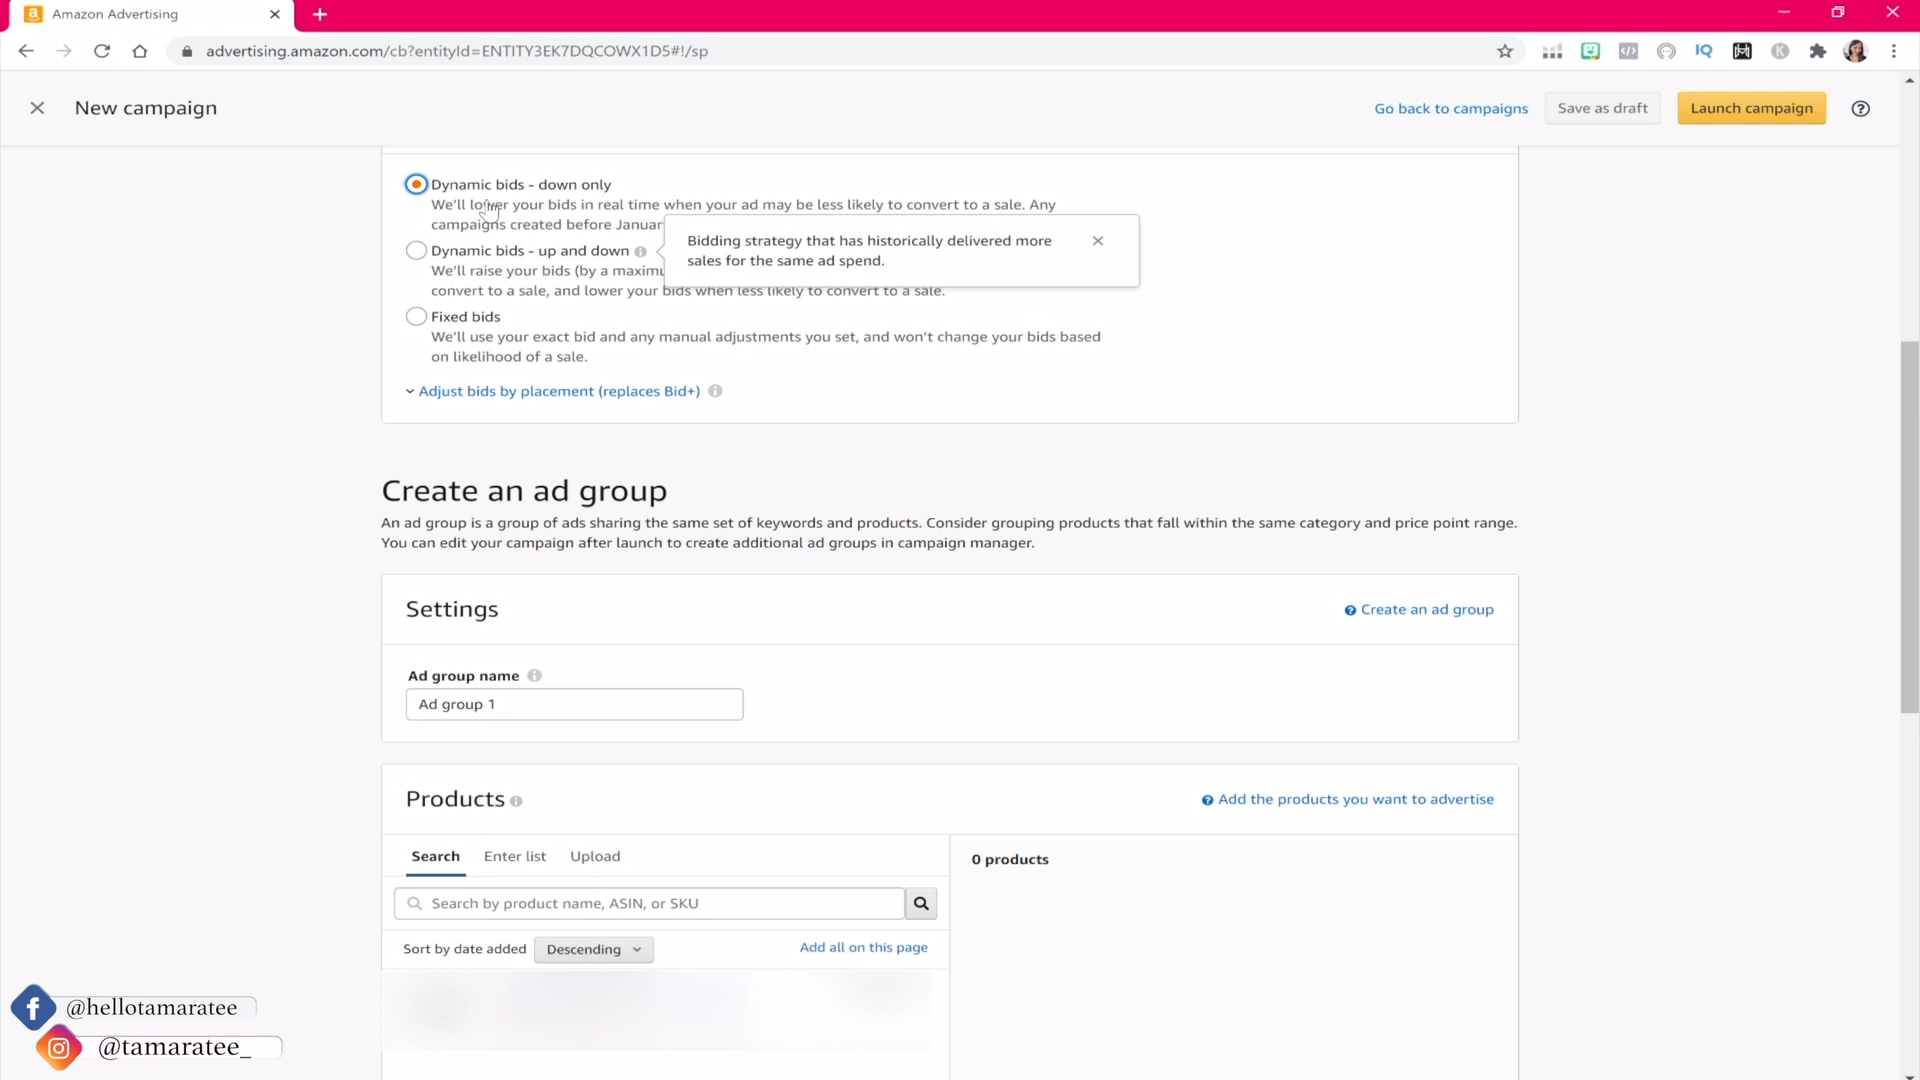 Amazon Advertising
advertising.amazon.com/cb?entityId=ENTITY3EK7DQCOWX1D5#!/sp
IQ
K
New campaign
Go back to campaigns
Save as draft
Launch campaign
Dynamic bids - down only
We'll lower your bids in real time when your ad may be less likely to convert to a sale. Any
campaigns created before Januar
Bidding strategy that has historically delivered more
sales for the same ad spend.
Dynamic bids - up and down
We'll raise your bids (by a maximu
convert to a sale, and lower your bids when less likely to convert to a sale.
Fixed bids
We'll use your exact bid and any manual adjustments you set, and won't change your bids based
on likelihood of a sale.
Adjust bids by placement (replaces Bid+)
Create an ad group
An ad group is a group of ads sharing the same set of keywords and products. Consider grouping products that fall within the same category and price point range.
You can edit your campaign after launch to create additional ad groups in campaign manager.
Settings
Create an ad group
Ad group name
Ad group 1
Products
Add the products you want to advertise
Search
Enter list
Upload
0 products
Search by product name, ASIN, or SKU
Sort by date added
Descending
Add all on this page
@hellotamaratee
@tamaratee_